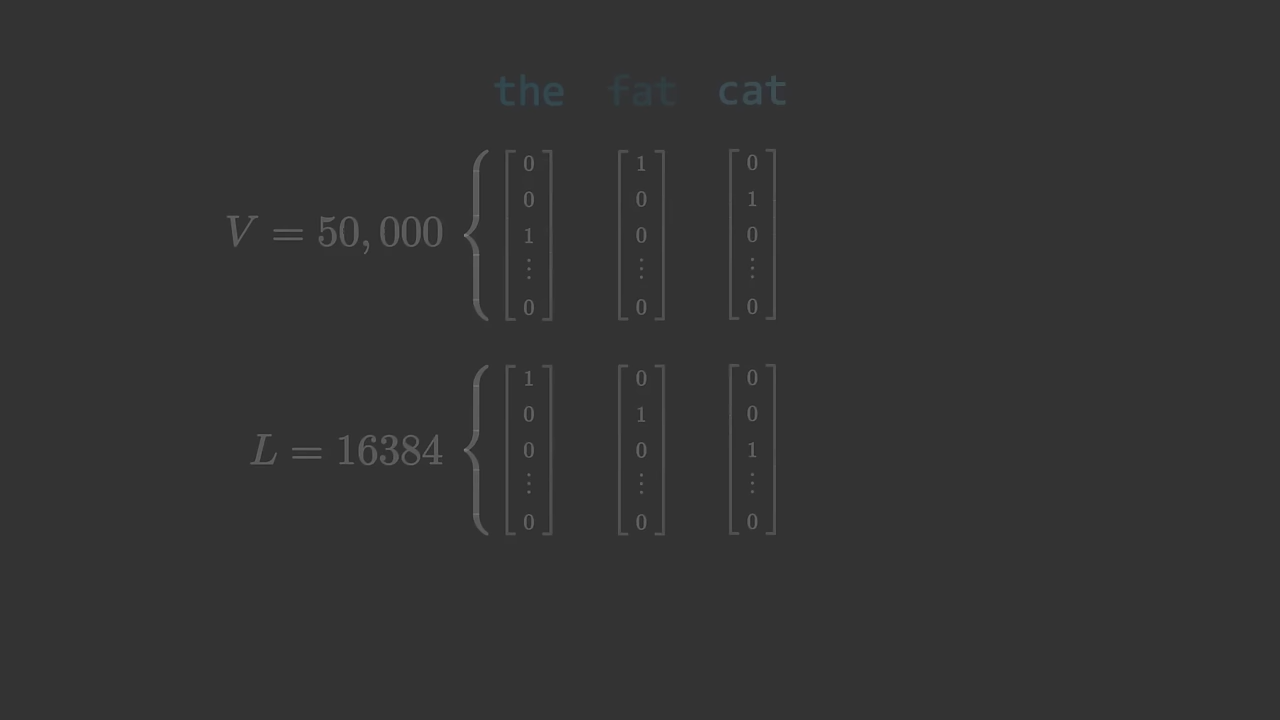 the fat cat
V = 50,000 { [0 0 1 ⋮ 0] [1 0 0 ⋮ 0] [0 1 0 ⋮ 0]
L = 16384 { [1 0 0 ⋮ 0] [0 1 0 ⋮ 0] [0 0 1 ⋮ 0]